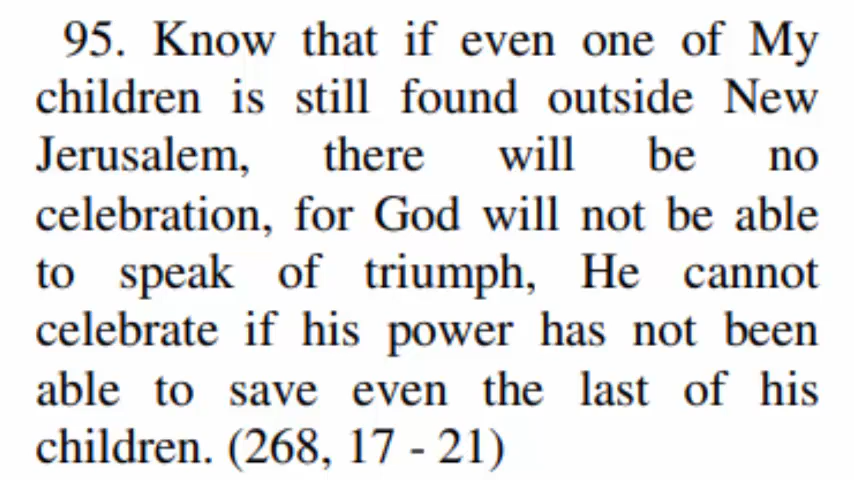 95. Know that if even one of My
children is still found outside New
Jerusalem, there will be no
celebration, for God will not be able
to speak of triumph, He cannot
celebrate if his power has not been
able to save even the last of his
children. (268, 17 - 21)